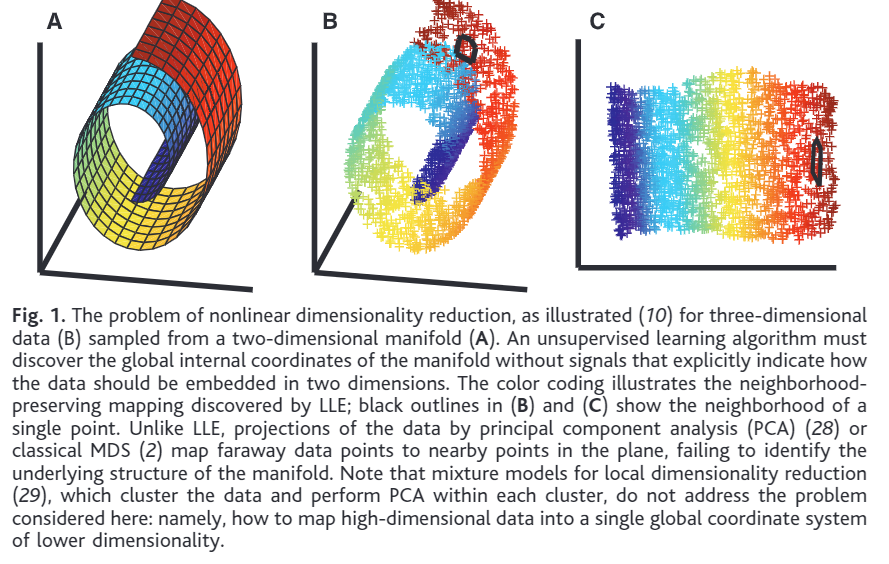 A B C
Fig. 1. The problem of nonlinear dimensionality reduction, as illustrated (10) for three-dimensional
data (B) sampled from a two-dimensional manifold (A). An unsupervised learning algorithm must
discover the global internal coordinates of the manifold without signals that explicitly indicate how
the data should be embedded in two dimensions. The color coding illustrates the neighborhood-
preserving mapping discovered by LLE; black outlines in (B) and (C) show the neighborhood of a
single point. Unlike LLE, projections of the data by principal component analysis (PCA) (28) or
classical MDS (2) map faraway data points to nearby points in the plane, failing to identify the
underlying structure of the manifold. Note that mixture models for local dimensionality reduction
(29), which cluster the data and perform PCA within each cluster, do not address the problem
considered here: namely, how to map high-dimensional data into a single global coordinate system
of lower dimensionality.